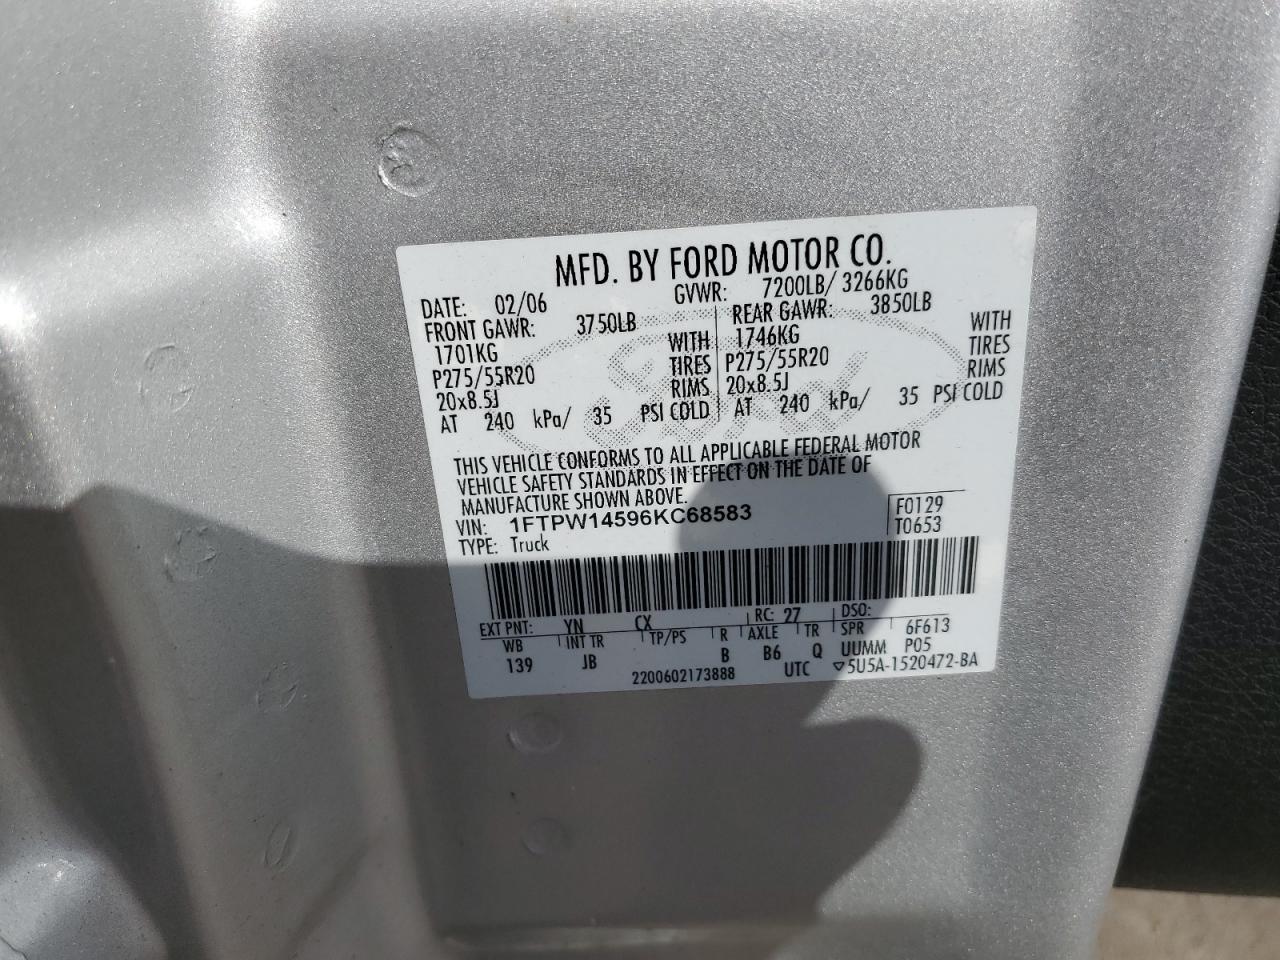 MFD. BY FORD MOTOR CO.
DATE: 02/06 GVWR: 7200LB/ 3266KG
FRONT GAWR: 3750LB REAR GAWR: 3850LB
1701KG WITH 1746KG WITH
P275/55R20 TIRES P275/55R20 TIRES
20x8.5J RIMS 20x8.5J RIMS
AT 240 kPa/ 35 PSI COLD AT 240 kPa/ 35 PSI COLD
Ford
THIS VEHICLE CONFORMS TO ALL APPLICABLE FEDERAL MOTOR
VEHICLE SAFETY STANDARDS IN EFFECT ON THE DATE OF
MANUFACTURE SHOWN ABOVE.
VIN: 1FTPW14596KC68583 F0129
TYPE: Truck T0653
EXT PNT: YN CX RC: 27 DSO:
WB INT TR TP/PS R AXLE TR SPR 6F613
139 JB B B6 Q UUMM P05
2200602173888 UTC ▽5U5A-1520472-BA